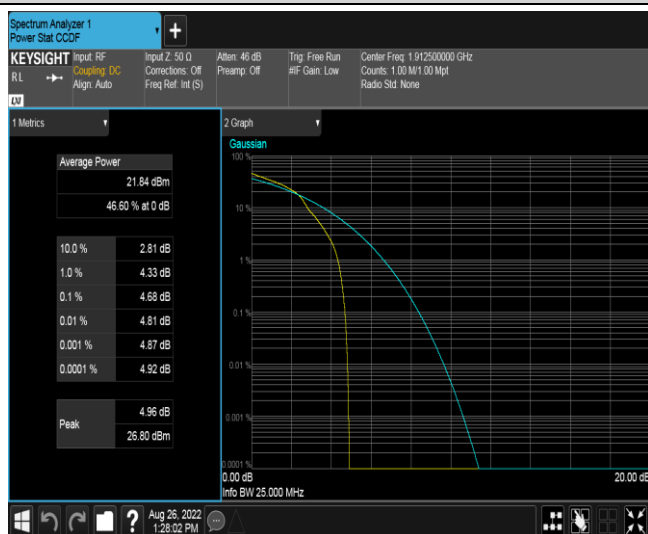 Spectrum Analyzer 1
Power Stat CCDF
+
KEYSIGHT
RL
LXI
Input: RF
Coupling: DC
Align: Auto
Input Z: 50 Ω
Corrections: Off
Freq Ref: Int (S)
Atten: 46 dB
Preamp: Off
Trig: Free Run
#IF Gain: Low
Center Freq: 1.912500000 GHz
Counts: 1.00 M/1.00 Mpt
Radio Std: None
1 Metrics
Average Power
21.84 dBm
46.60 % at 0 dB
10.0 % 2.81 dB
1.0 % 4.33 dB
0.1 % 4.68 dB
0.01 % 4.81 dB
0.001 % 4.87 dB
0.0001 % 4.92 dB
Peak
4.96 dB
26.80 dBm
2 Graph
Gaussian
100 %
10 %
1 %
0.1 %
0.01 %
0.001 %
0.0001 %
0.00 dB 20.00 dB
Info BW 25.000 MHz
?
Aug 26, 2022
1:28:02 PM